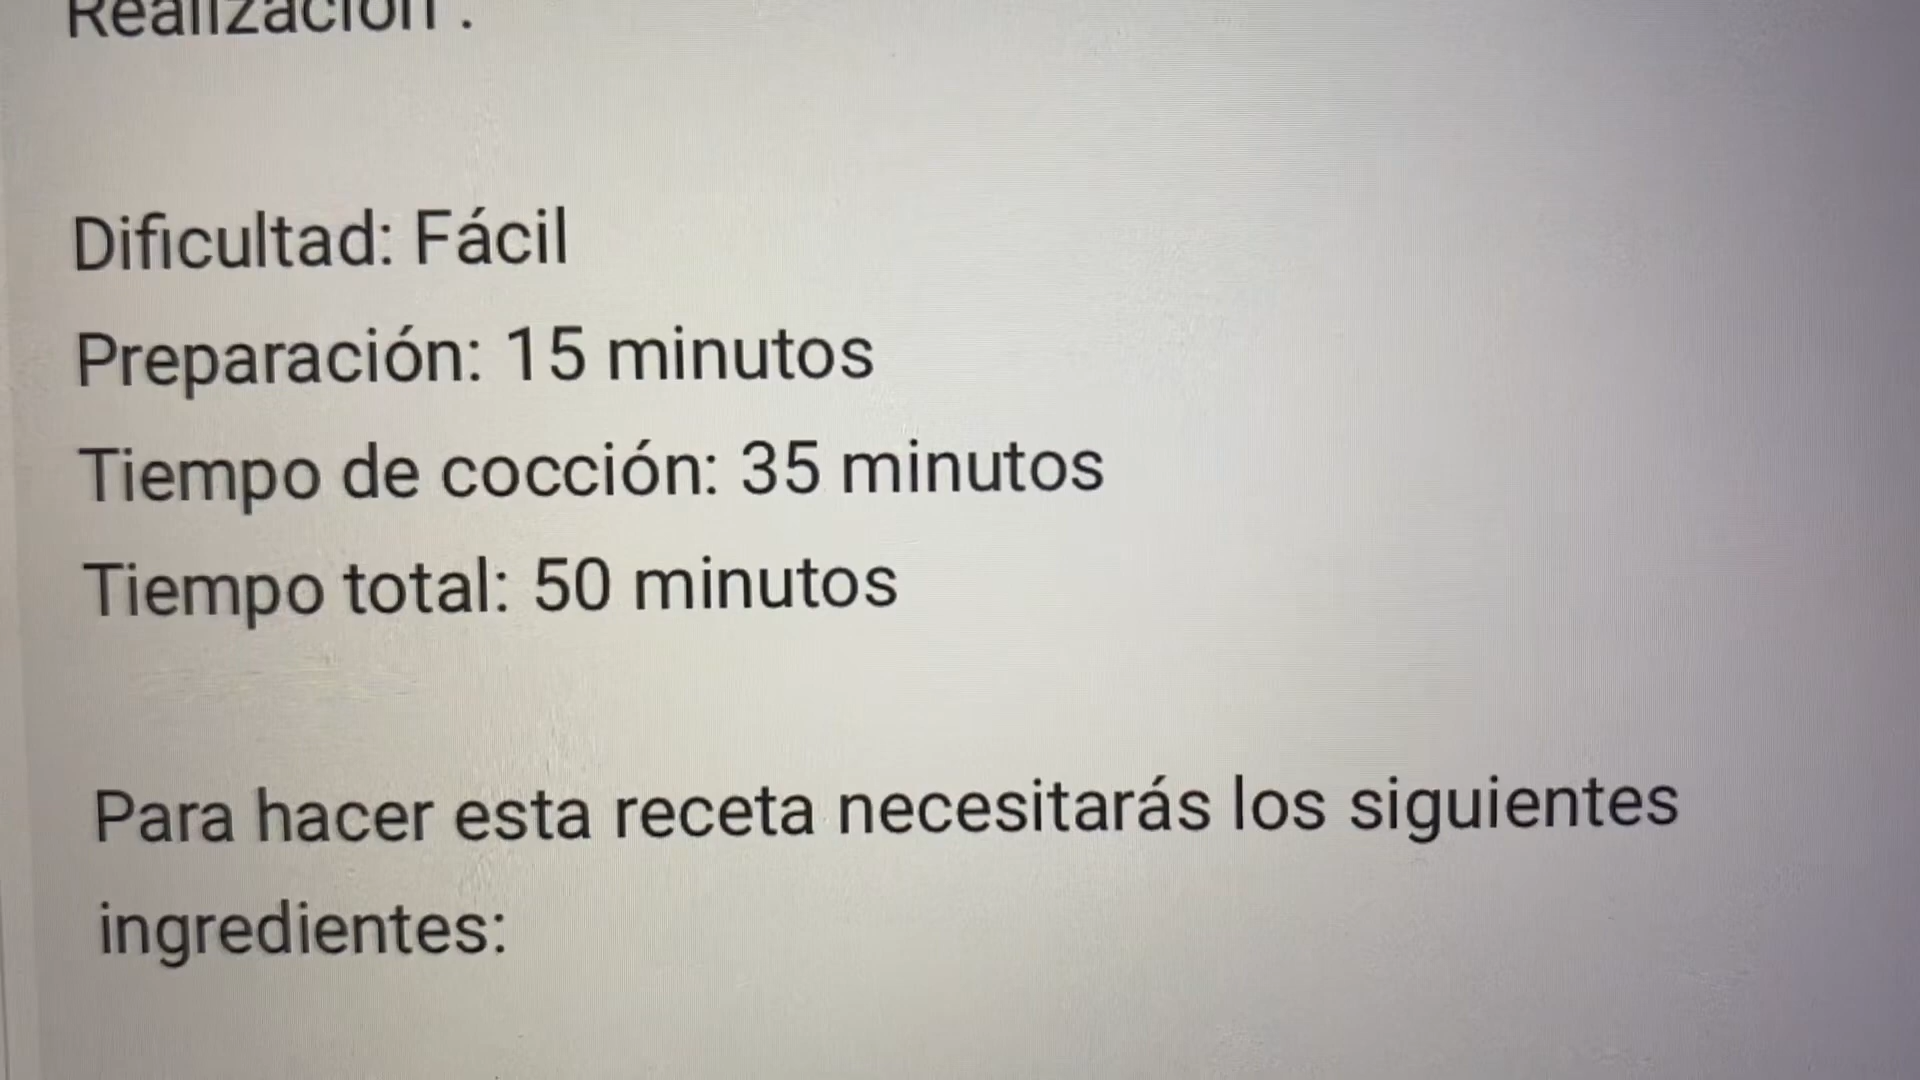 Realización :
Dificultad: Fácil
Preparación: 15 minutos
Tiempo de cocción: 35 minutos
Tiempo total: 50 minutos
Para hacer esta receta necesitarás los siguientes
ingredientes: